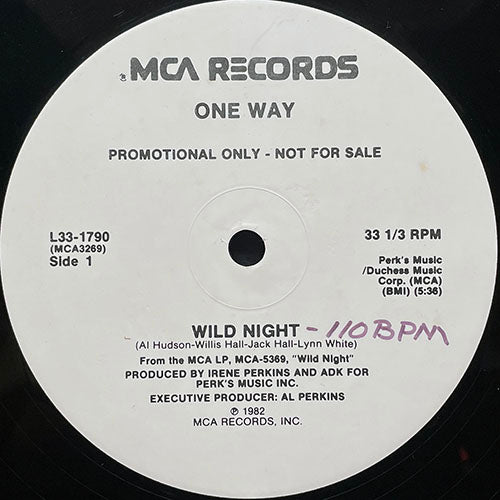 MCA RECORDS
ONE WAY
PROMOTIONAL ONLY - NOT FOR SALE
L33-1790
(MCA3269)
Side 1
33 1/3 RPM
Perk's Music
/Duchess Music
Corp. (MCA)
(BMI) (5:36)
WILD NIGHT - 110 BPM
(Al Hudson-Willis Hall-Jack Hall-Lynn White)
From the MCA LP, MCA-5369, "Wild Night"
PRODUCED BY IRENE PERKINS AND ADK FOR
PERK'S MUSIC INC.
EXECUTIVE PRODUCER: AL PERKINS
℗ 1982
MCA RECORDS, INC.